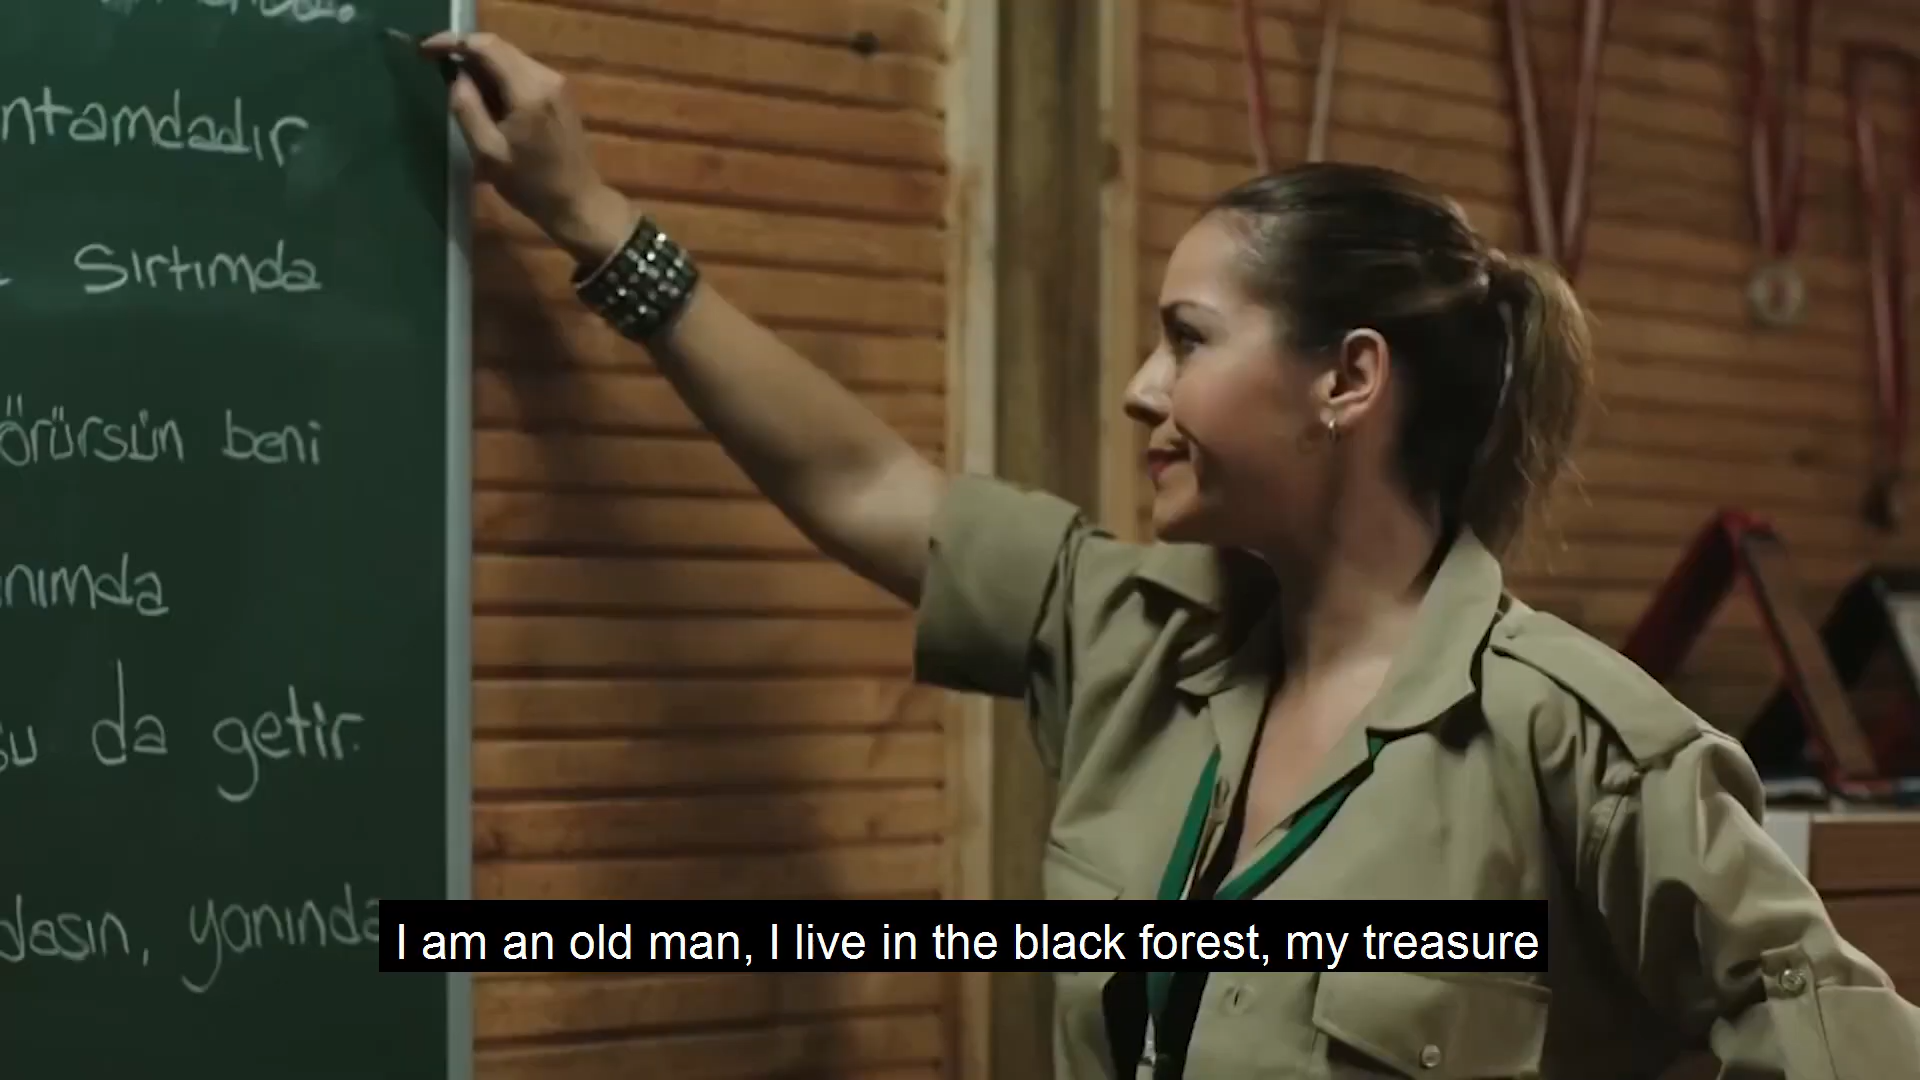 ntamdadır.
Sırtımda
örürsün beni
nımda
su da getir.
dasın, yanında
I am an old man, I live in the black forest, my treasure